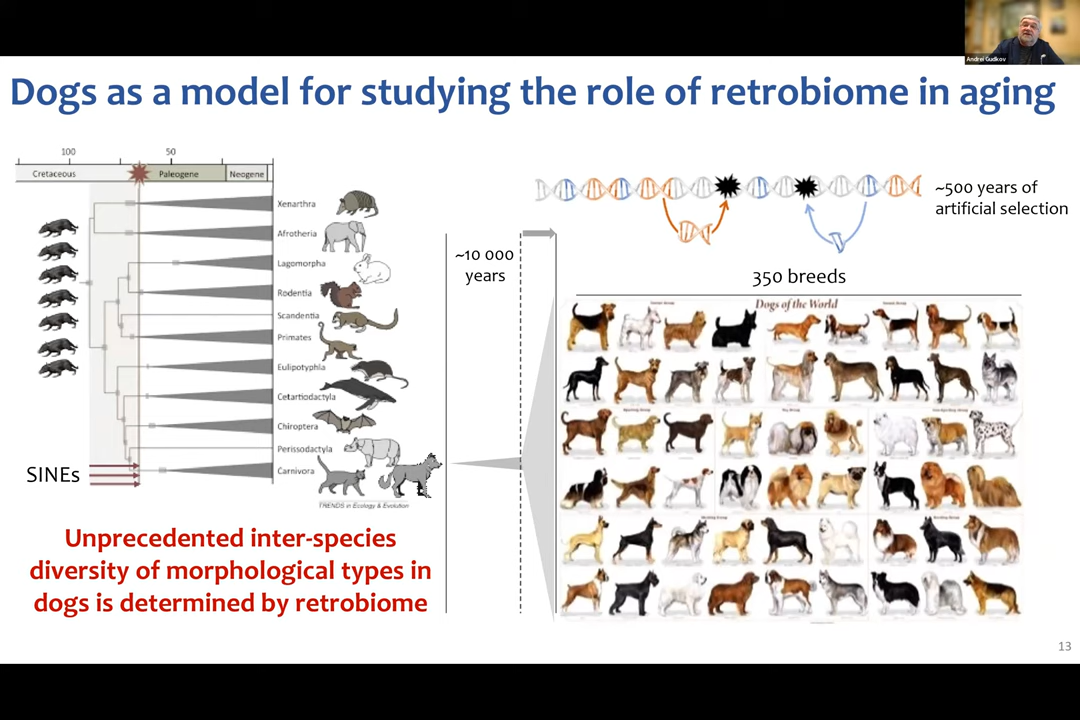 Andrei Gudkov
Dogs as a model for studying the role of retrobiome in aging
100 50
Cretaceous Paleogene Neogene
Xenarthra
Afrotheria
Lagomorpha
Rodentia
Scandentia
Primates
Eulipotyphla
Cetartiodactyla
Chiroptera
Perissodactyla
Carnivora
SINEs
TRENDS in Ecology & Evolution
Unprecedented inter-species
diversity of morphological types in
dogs is determined by retrobiome
~10 000
years
~500 years of
artificial selection
350 breeds
Dogs of the World
13